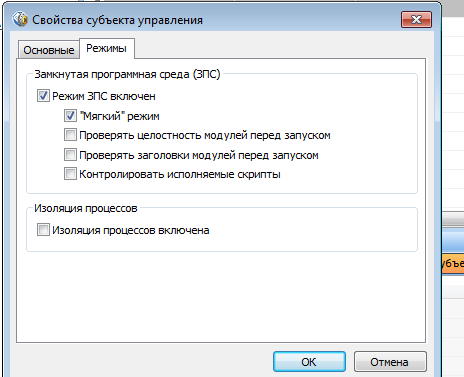 Свойства субъекта управления
Основные
Режимы
Замкнутая программная среда (ЗПС)
Режим ЗПС включен
"Мягкий" режим
Проверять целостность модулей перед запуском
Проверять заголовки модулей перед запуском
Контролировать исполняемые скрипты
Изоляция процессов
Изоляция процессов включена
OK
Отмена